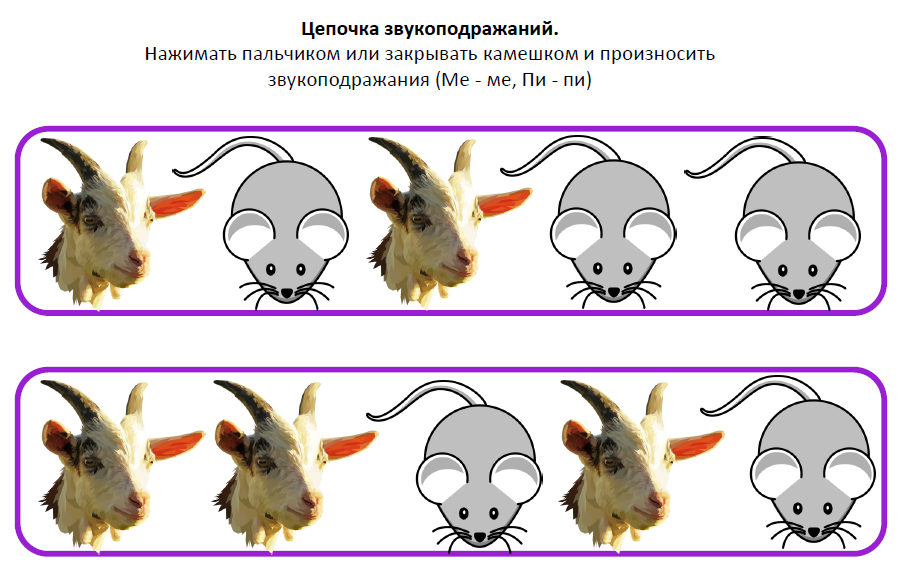 Цепочка звукоподражаний.
Нажимать пальчиком или закрывать камешком и произносить
звукоподражания (Ме - ме, Пи - пи)